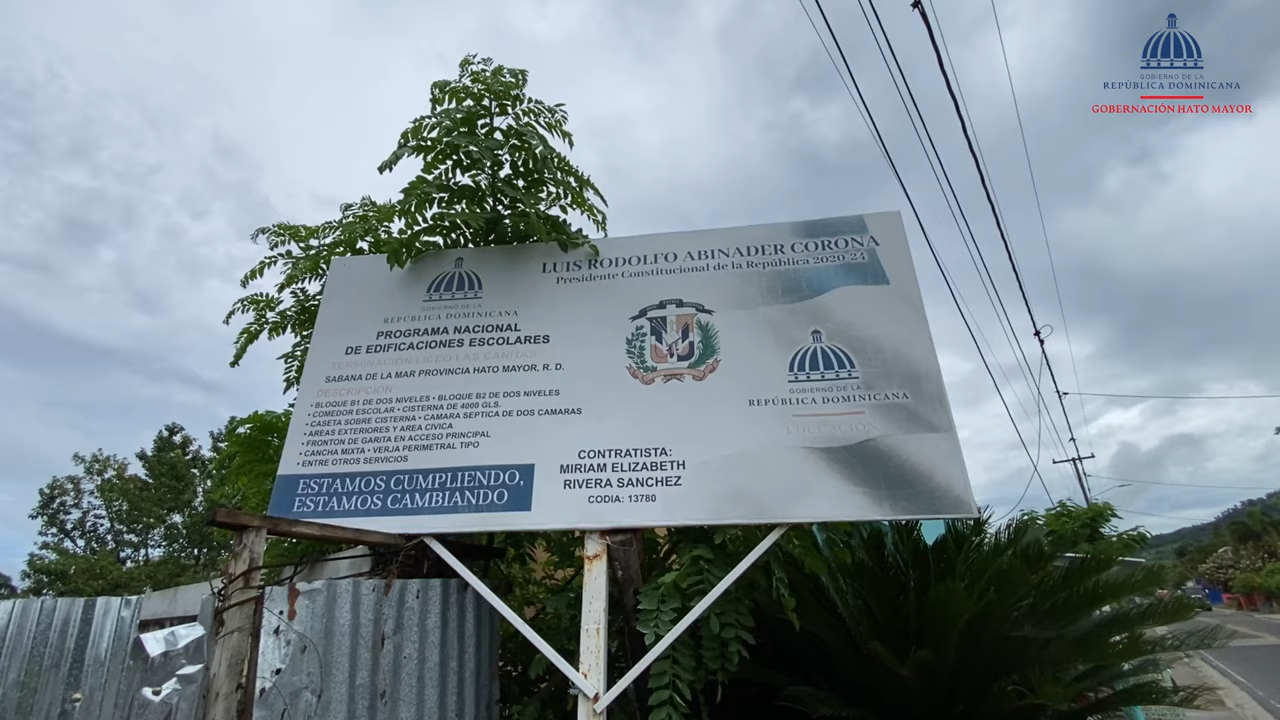 GOBIERNO DE LA
REPÚBLICA DOMINICANA
GOBERNACIÓN HATO MAYOR
LUIS RODOLFO ABINADER CORONA
Presidente Constitucional de la República 2020-24
GOBIERNO DE LA
REPÚBLICA DOMINICANA
PROGRAMA NACIONAL
DE EDIFICACIONES ESCOLARES
TERMINACION LICEO LAS CAÑITAS
SABANA DE LA MAR PROVINCIA HATO MAYOR, R. D.
DESCRIPCION:
• BLOQUE B1 DE DOS NIVELES • BLOQUE B2 DE DOS NIVELES
• COMEDOR ESCOLAR • CISTERNA DE 4000 GLS.
• CASETA SOBRE CISTERNA • CAMARA SEPTICA DE DOS CAMARAS
• AREAS EXTERIORES Y AREA CIVICA
• FRONTON DE GARITA EN ACCESO PRINCIPAL
• CANCHA MIXTA • VERJA PERIMETRAL TIPO
• ENTRE OTROS SERVICIOS
ESTAMOS CUMPLIENDO,
ESTAMOS CAMBIANDO
CONTRATISTA:
MIRIAM ELIZABETH
RIVERA SANCHEZ
CODIA: 13780
GOBIERNO DE LA
REPÚBLICA DOMINICANA
EDUCACIÓN